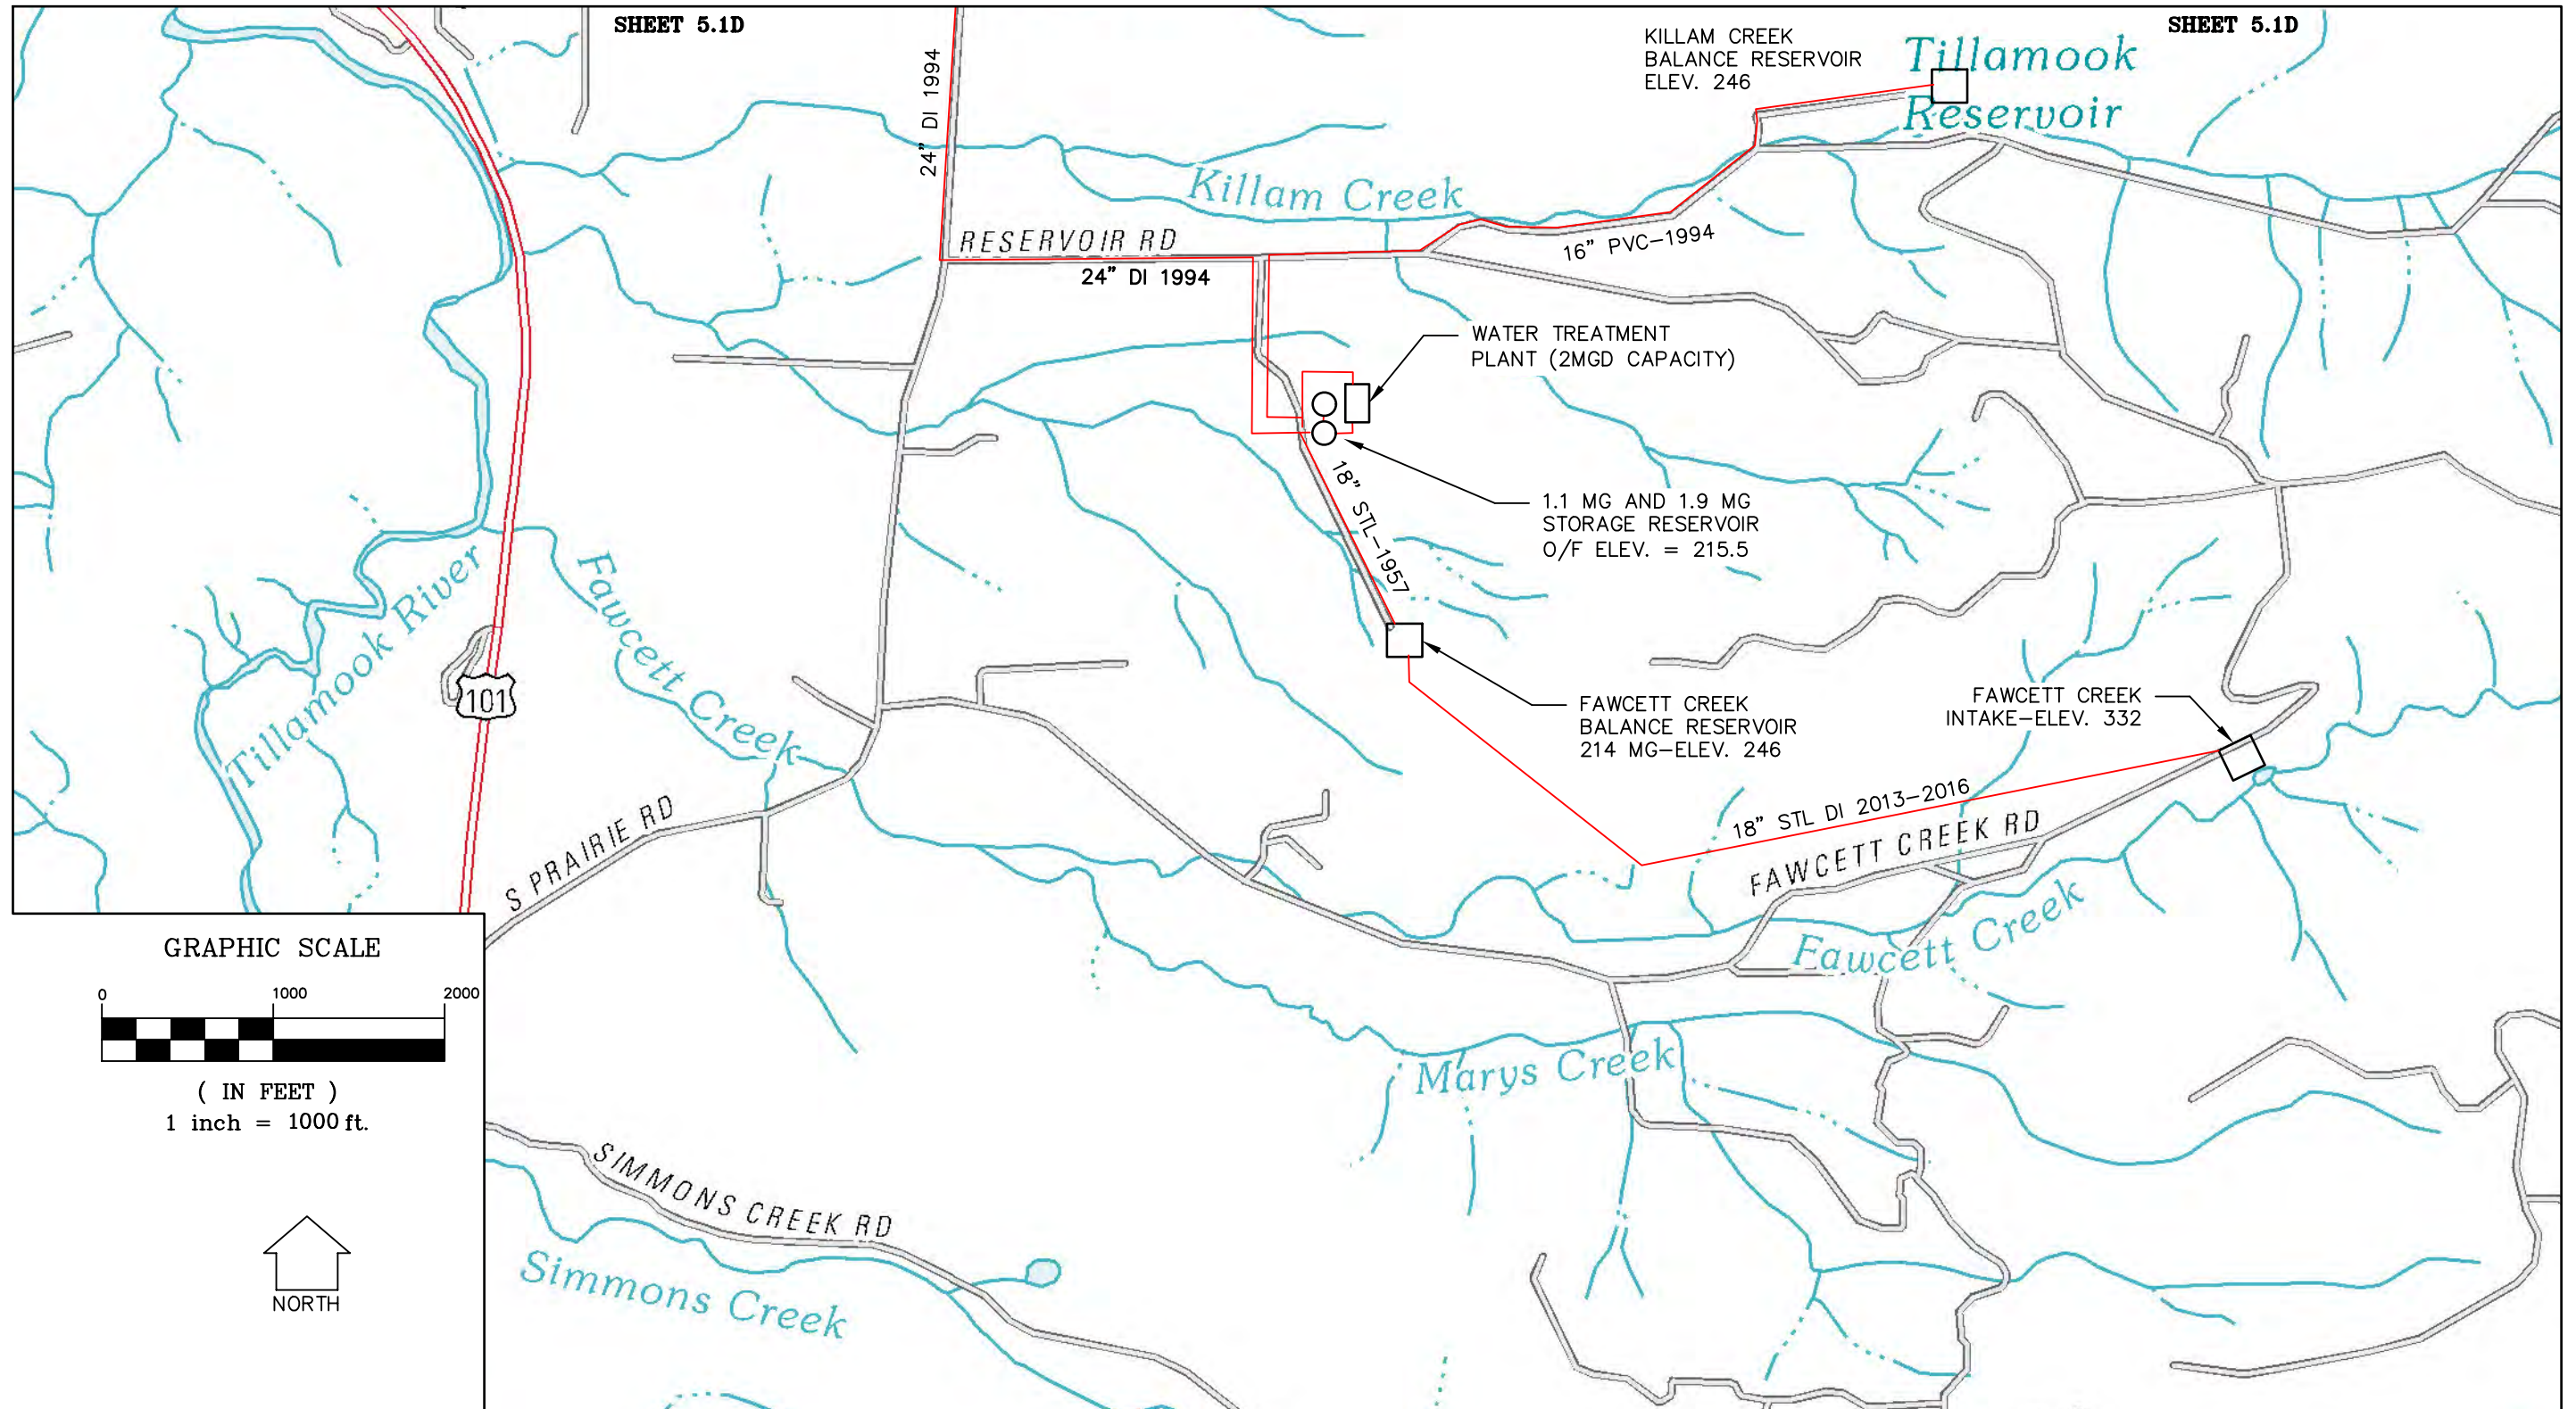 SHEET 5.1D
SHEET 5.1D
KILLAM CREEK
BALANCE RESERVOIR
ELEV. 246
Tillamook
Reservoir
24" DI 1994
Killam Creek
RESERVOIR RD
24" DI 1994
16" PVC-1994
WATER TREATMENT
PLANT (2MGD CAPACITY)
18" STL-1957
1.1 MG AND 1.9 MG
STORAGE RESERVOIR
O/F ELEV. = 215.5
Tillamook River
Fawcett Creek
101
FAWCETT CREEK
BALANCE RESERVOIR
214 MG-ELEV. 246
FAWCETT CREEK
INTAKE-ELEV. 332
18" STL DI 2013-2016
FAWCETT CREEK RD
S PRAIRIE RD
Fawcett Creek
GRAPHIC SCALE
0 1000 2000
( IN FEET )
1 inch = 1000 ft.
Marys Creek
SIMMONS CREEK RD
Simmons Creek
NORTH